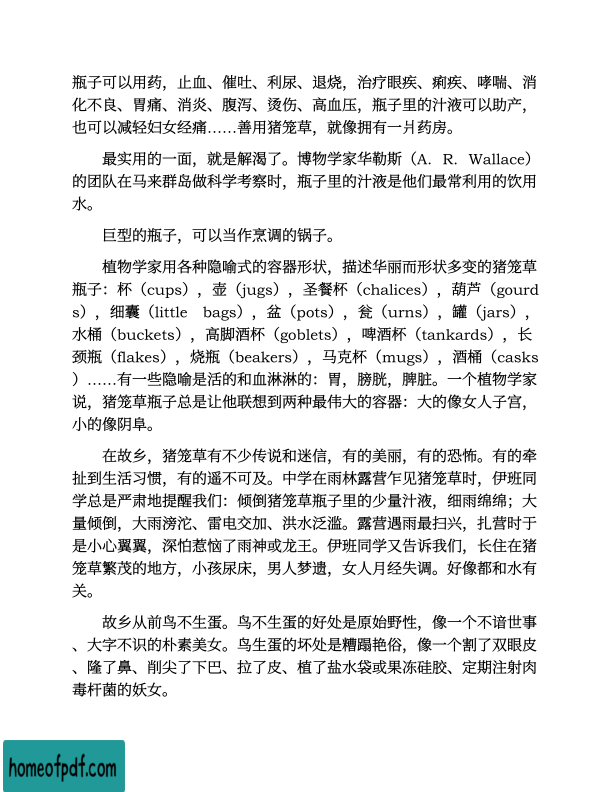 瓶子可以用药，止血、催吐、利尿、退烧，治疗眼疾、痢疾、哮喘、消
化不良、胃痛、消炎、腹泻、烫伤、高血压，瓶子里的汁液可以助产，
也可以减轻妇女经痛……善用猪笼草，就像拥有一爿药房。
最实用的一面，就是解渴了。博物学家华勒斯（A．R．Wallace）
的团队在马来群岛做科学考察时，瓶子里的汁液是他们最常利用的饮用
水。
巨型的瓶子，可以当作烹调的锅子。
植物学家用各种隐喻式的容器形状，描述华丽而形状多变的猪笼草
瓶子：杯（cups），壶（jugs），圣餐杯（chalices），葫芦（gourd
s），细囊（little　bags），盆（pots），瓮（urns），罐（jars），
水桶（buckets），高脚酒杯（goblets），啤酒杯（tankards），长
颈瓶（flakes），烧瓶（beakers），马克杯（mugs），酒桶（casks
）……有一些隐喻是活的和血淋淋的：胃，膀胱，脾脏。一个植物学家
说，猪笼草瓶子总是让他联想到两种最伟大的容器：大的像女人子宫，
小的像阴阜。
在故乡，猪笼草有不少传说和迷信，有的美丽，有的恐怖。有的牵
扯到生活习惯，有的遥不可及。中学在雨林露营乍见猪笼草时，伊班同
学总是严肃地提醒我们：倾倒猪笼草瓶子里的少量汁液，细雨绵绵；大
量倾倒，大雨滂沱、雷电交加、洪水泛滥。露营遇雨最扫兴，扎营时于
是小心翼翼，深怕惹恼了雨神或龙王。伊班同学又告诉我们，长住在猪
笼草繁茂的地方，小孩尿床，男人梦遗，女人月经失调。好像都和水有
关。
故乡从前鸟不生蛋。鸟不生蛋的好处是原始野性，像一个不谙世事
、大字不识的朴素美女。鸟生蛋的坏处是糟蹋艳俗，像一个割了双眼皮
、隆了鼻、削尖了下巴、拉了皮、植了盐水袋或果冻硅胶、定期注射肉
毒杆菌的妖女。
homeofpdf.com